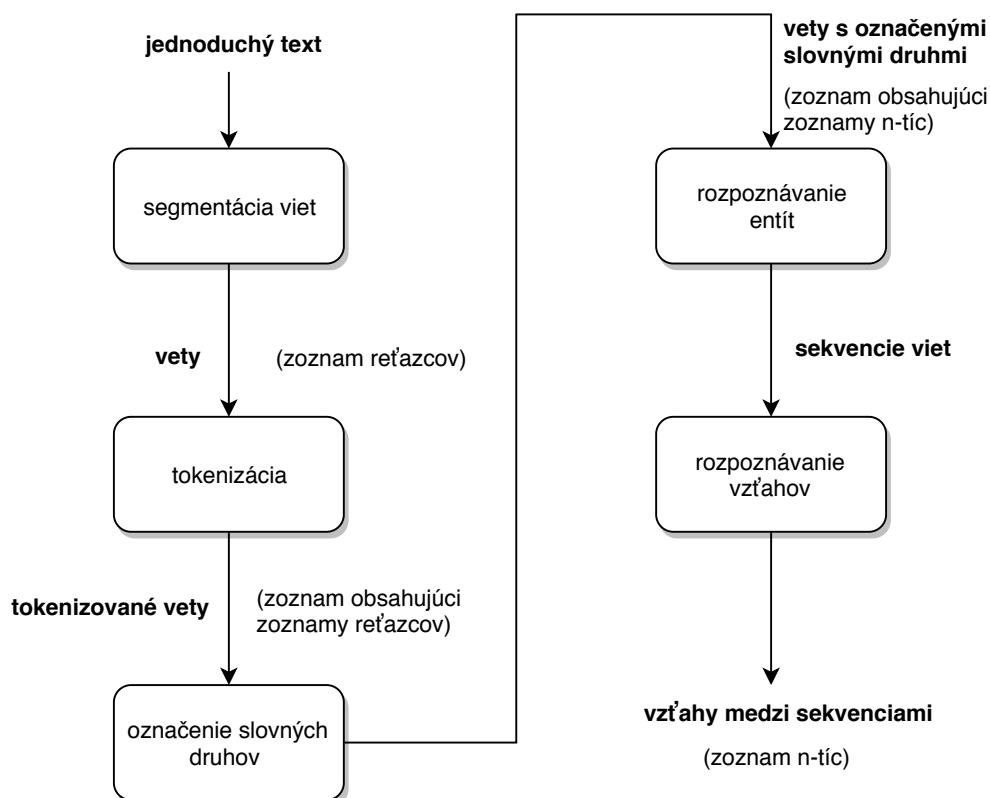 jednoduchý text
segmentácia viet
vety
(zoznam reťazcov)
tokenizácia
tokenizované vety
(zoznam obsahujúci
zoznamy reťazcov)
označenie slovných
druhov
vety s označenými
slovnými druhmi
(zoznam obsahujúci
zoznamy n-tíc)
rozpoznávanie
entít
sekvencie viet
rozpoznávanie
vzťahov
vzťahy medzi sekvenciami
(zoznam n-tíc)